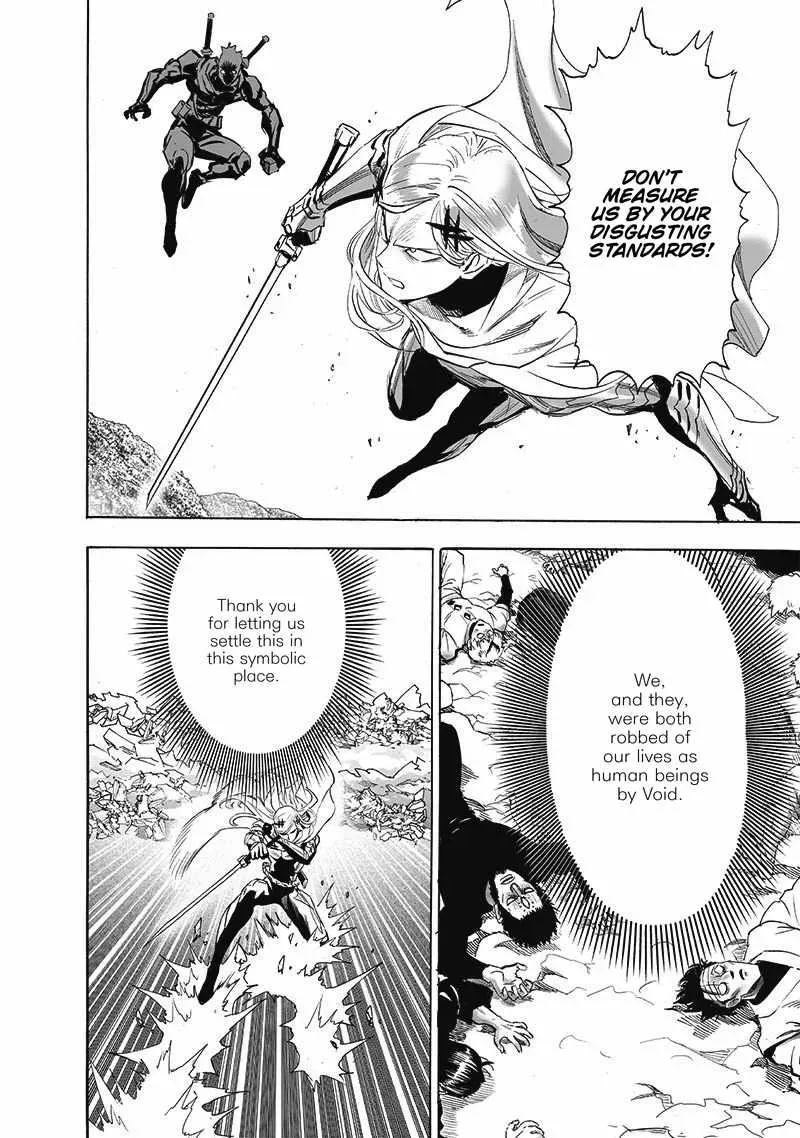 DON'T
MEASURE
US BY YOUR
DISGUSTING
STANDARDS!
We,
and they,
were both
robbed of
our lives as
human beings
by Void.
Thank you
for letting us
settle this in
this symbolic
place.